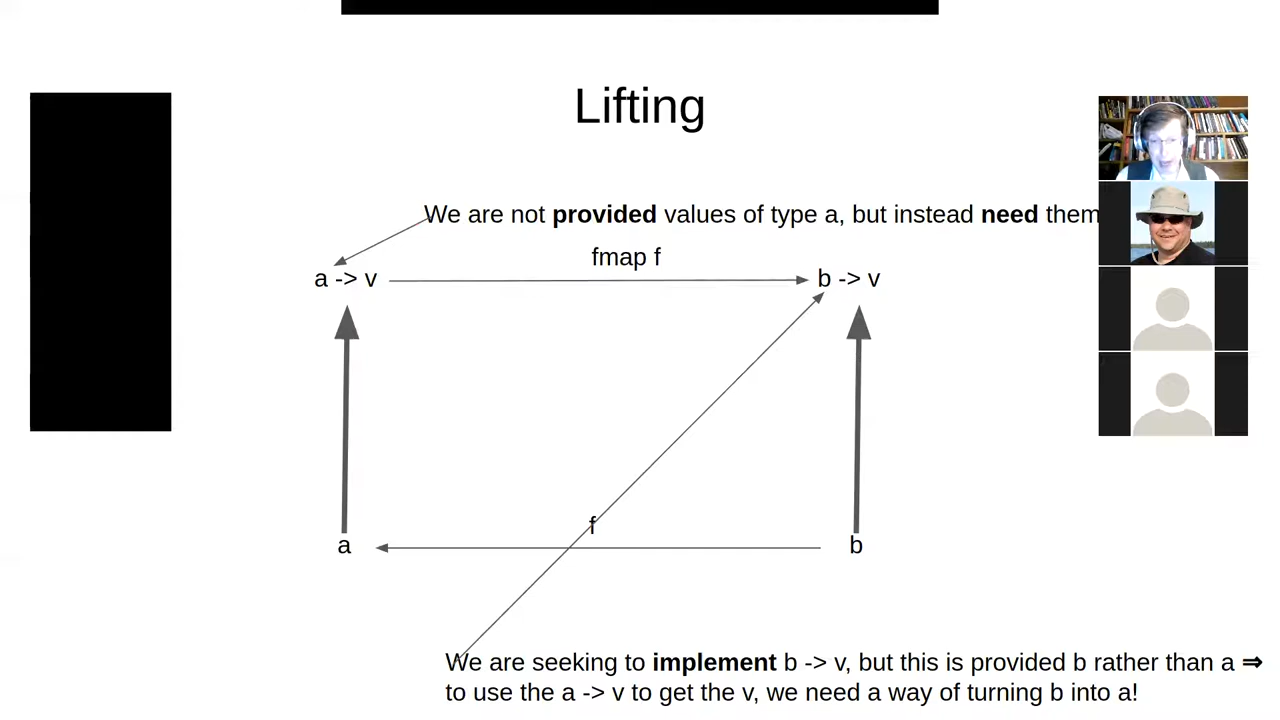 Lifting
We are not provided values of type a, but instead need them
fmap f
a -> v
b -> v
f
a
b
We are seeking to implement b -> v, but this is provided b rather than a ⇒
to use the a -> v to get the v, we need a way of turning b into a!